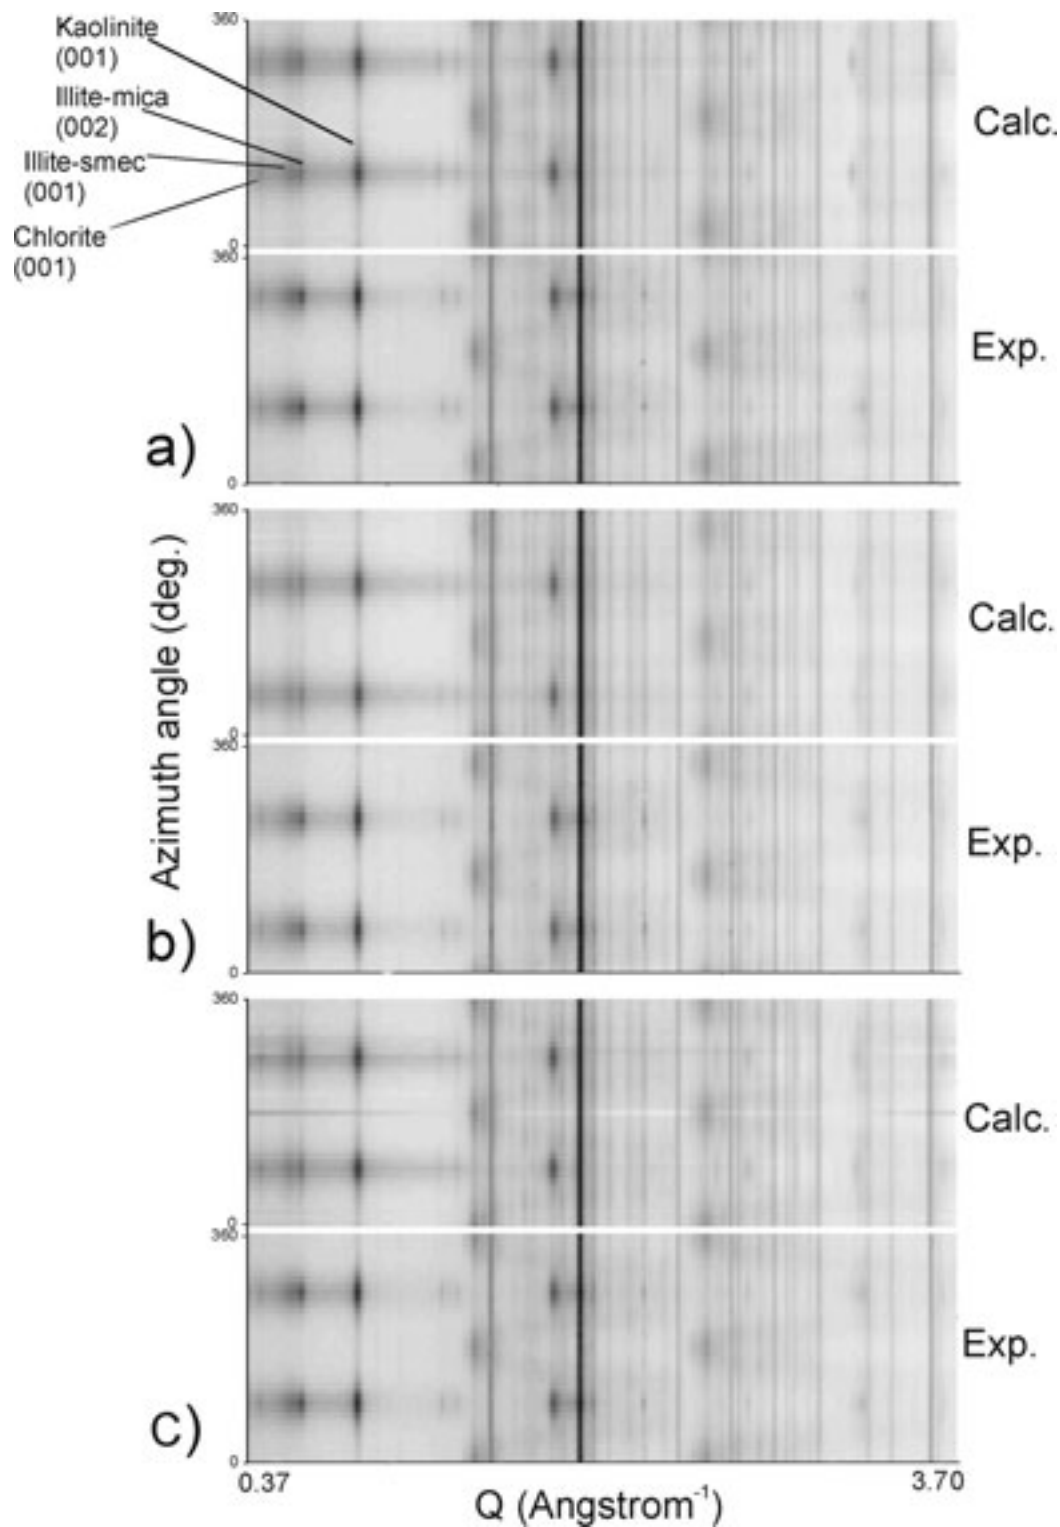 360
Kaolinite
(001)
Illite-mica
(002)
Illite-smec
(001)
Chlorite
(001)
Calc.
0
360
Exp.
a)
0
360
Calc.
Azimuth angle (deg.)
0
360
Exp.
b)
0
360
Calc.
0
360
Exp.
c)
0
0.37
3.70
Q (Angstrom-1)